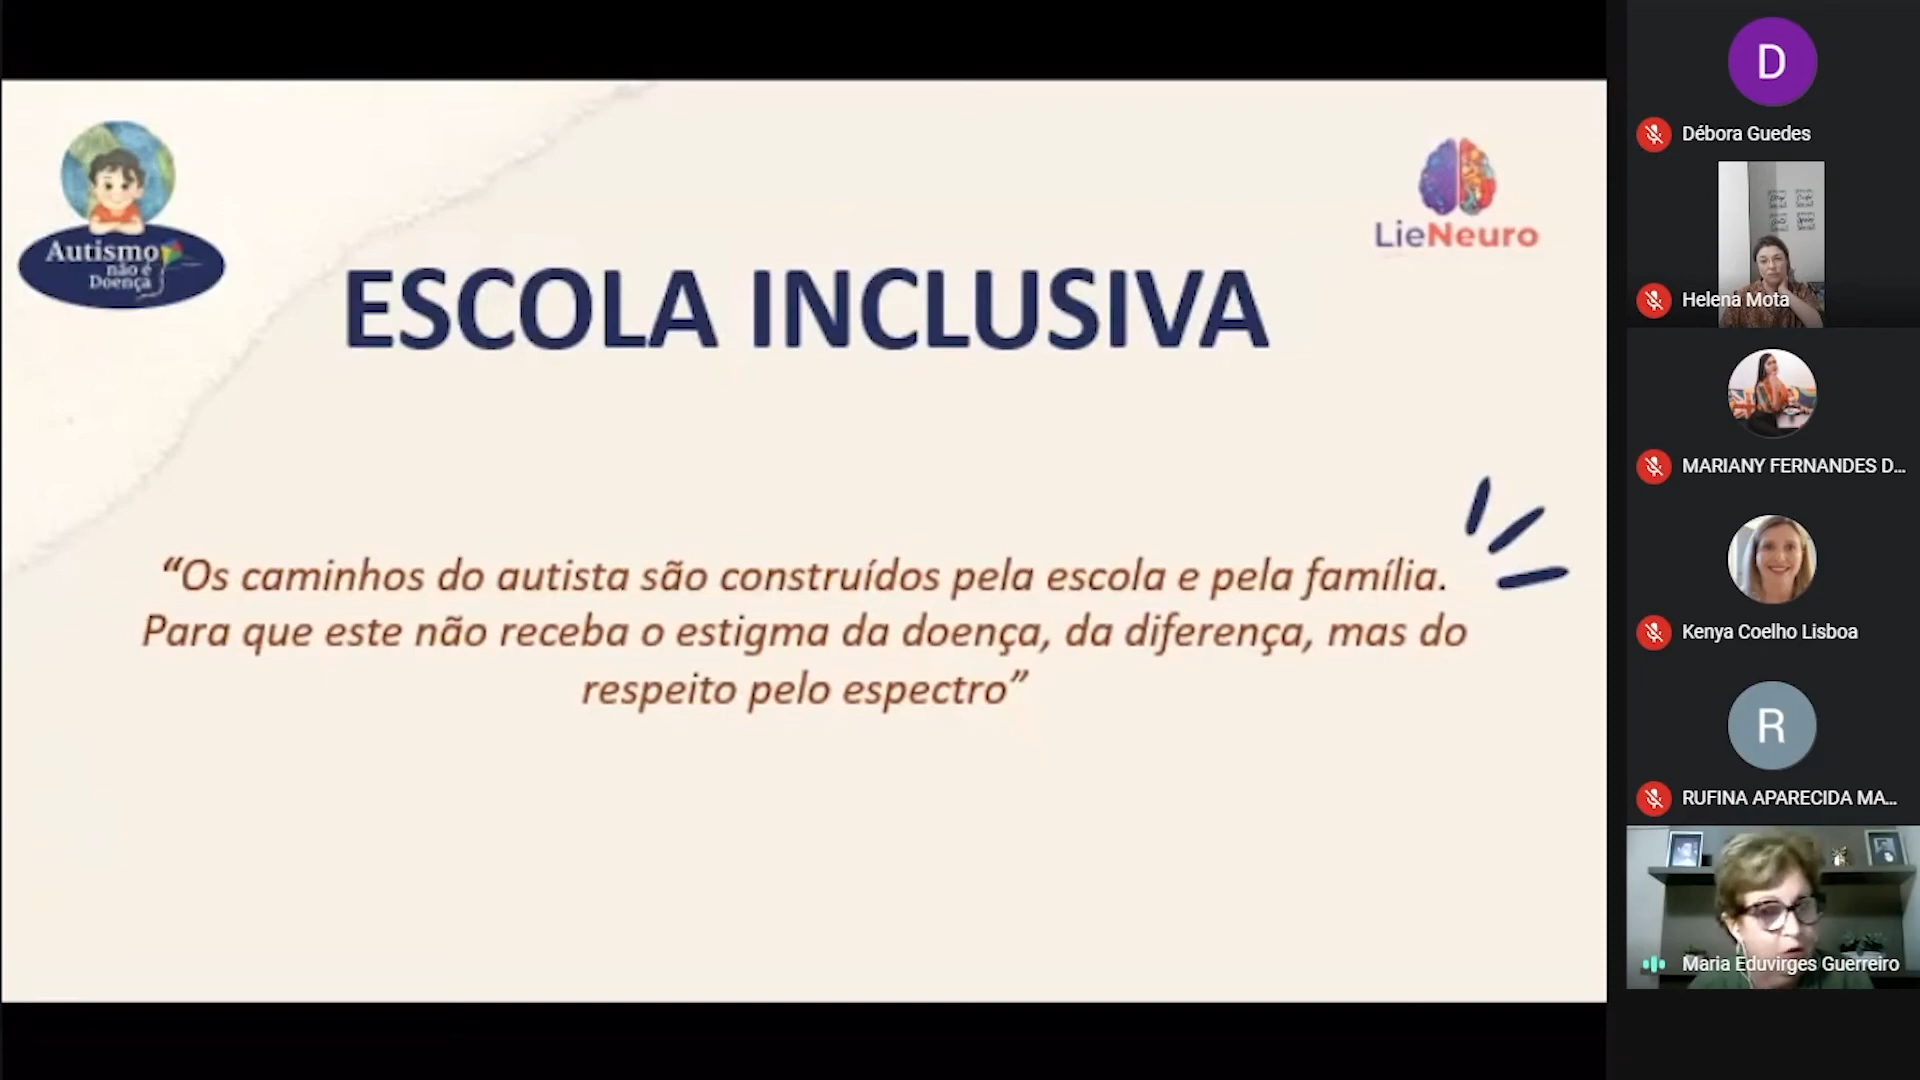 Autismo
não é
Doença
LieNeuro
ESCOLA INCLUSIVA
“Os caminhos do autista são construídos pela escola e pela família.
Para que este não receba o estigma da doença, da diferença, mas do
respeito pelo espectro”
D
Débora Guedes
Helena Mota
MARIANY FERNANDES D...
Kenya Coelho Lisboa
R
RUFINA APARECIDA MA...
Maria Eduvirges Guerreiro